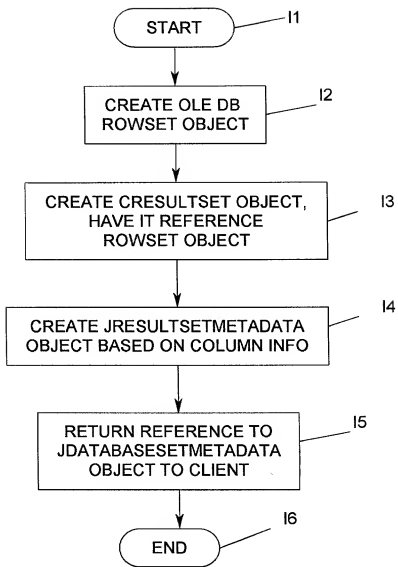 START
I1
CREATE OLE DB
ROWSET OBJECT
I2
CREATE CRESULTSET OBJECT,
HAVE IT REFERENCE
ROWSET OBJECT
I3
CREATE JRESULTSETMETADATA
OBJECT BASED ON COLUMN INFO
I4
RETURN REFERENCE TO
JDATABASESETMETADATA
OBJECT TO CLIENT
I5
END
I6